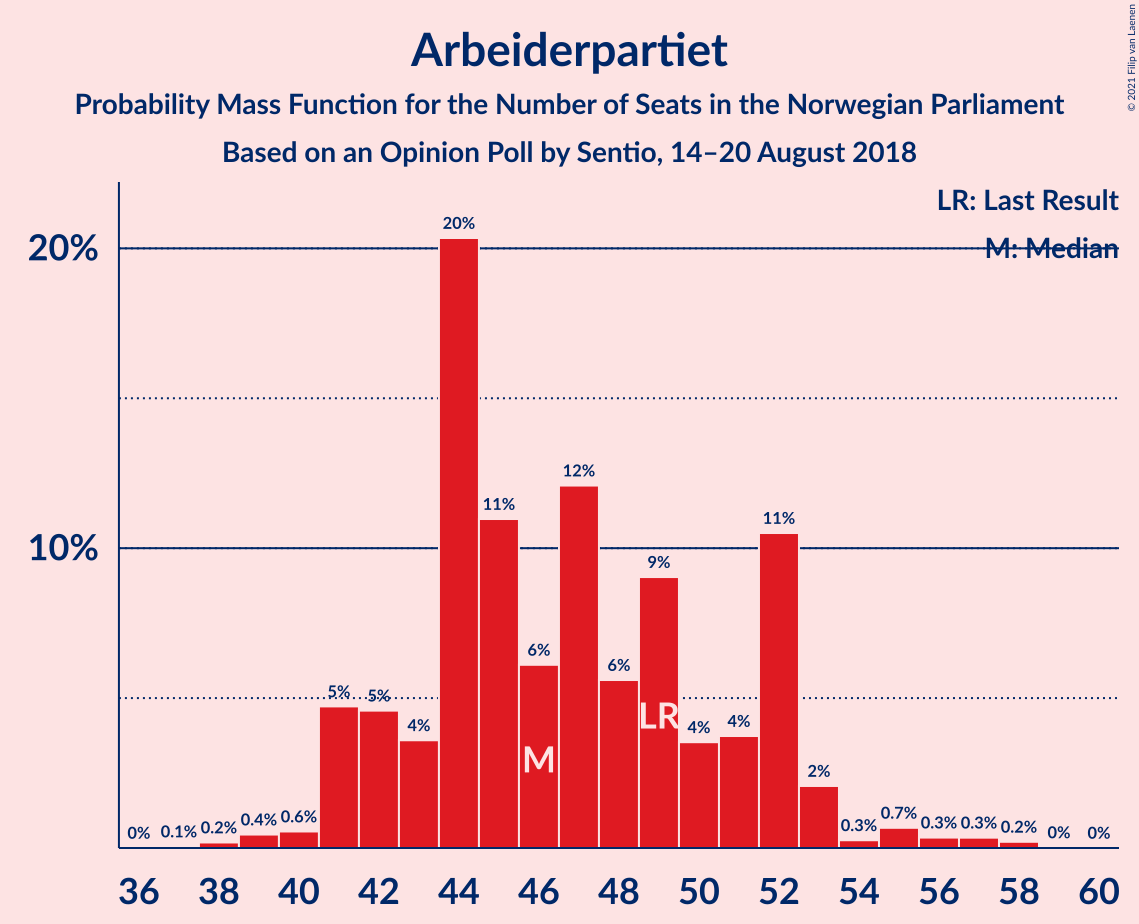 Arbeiderpartiet
Probability Mass Function for the Number of Seats in the Norwegian Parliament
Based on an Opinion Poll by Sentio, 14–20 August 2018
© 2021 Filip van Laenen
LR: Last Result
M: Median
20%
10%
0% 0.1% 0.2% 0.4% 0.6% 5% 5% 4% 20% 11% 6% 12% 6% 9% 4% 4% 11% 2% 0.3% 0.7% 0.3% 0.3% 0.2% 0% 0%
M
LR
36 38 40 42 44 46 48 50 52 54 56 58 60